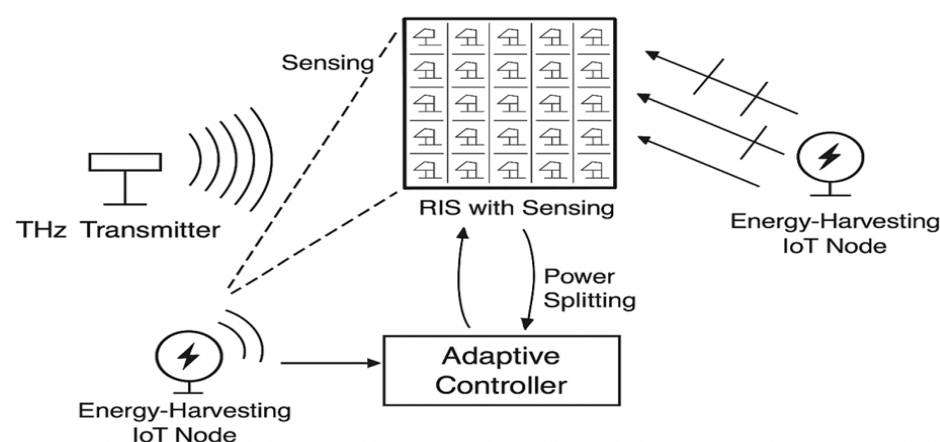 Sensing
THz Transmitter
RIS with Sensing
Energy-Harvesting
IoT Node
Power
Splitting
Adaptive
Controller
Energy-Harvesting
IoT Node